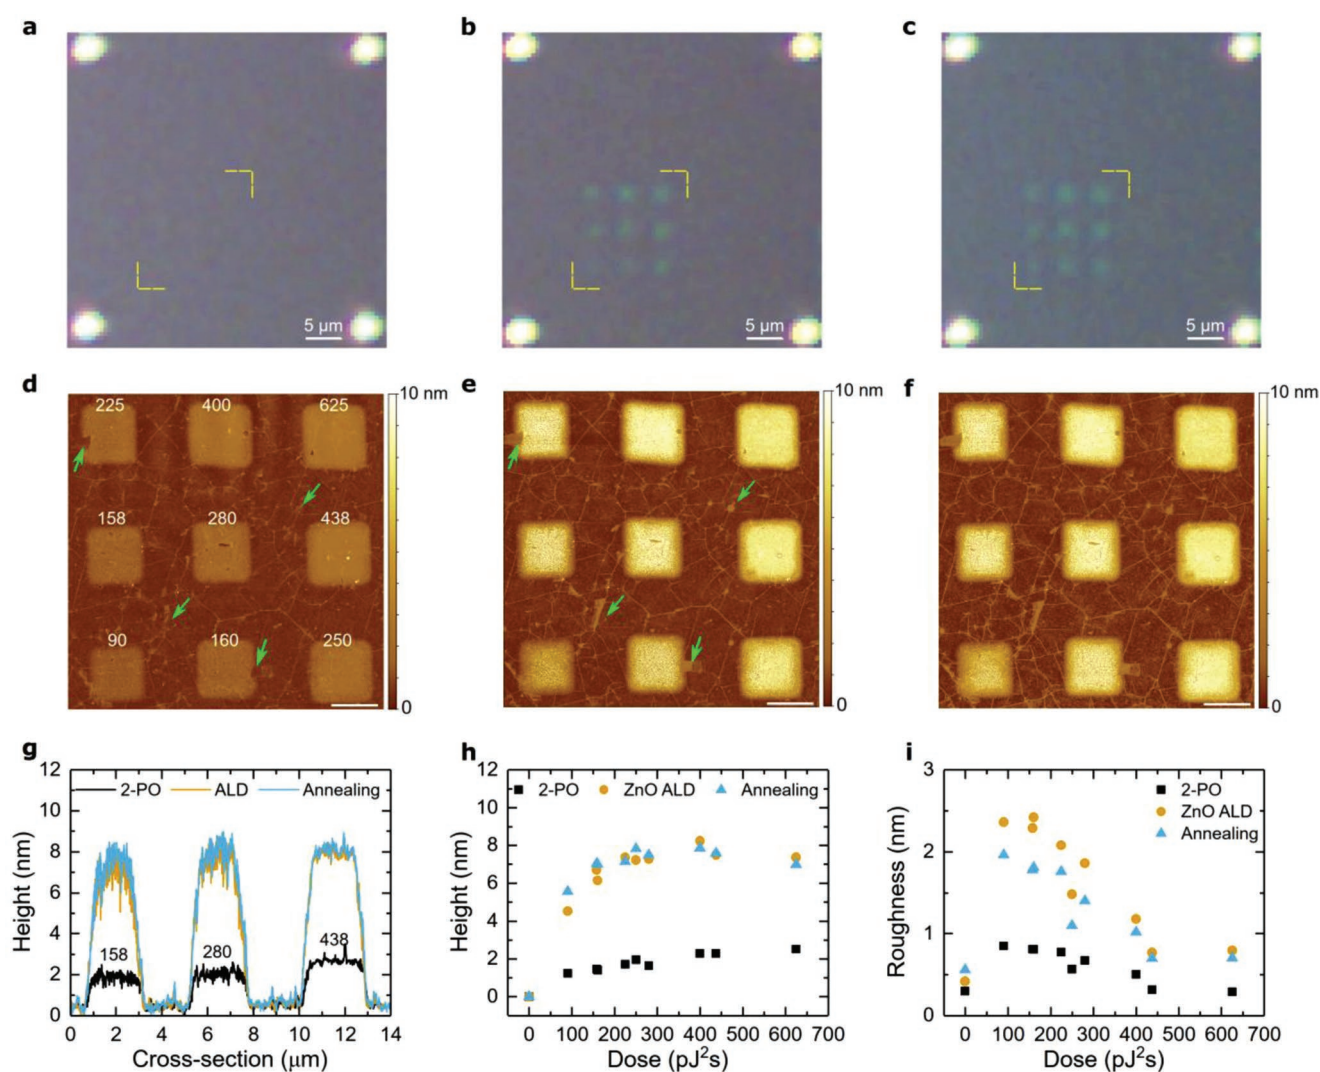 a
b
c
5 μm
5 μm
5 μm
d
e
f
225 400 625
158 280 438
90 160 250
10 nm
0
10 nm
0
10 nm
0
g
12
10
8
6
4
2
0
Height (nm)
2-PO ALD Annealing
158 280 438
0 2 4 6 8 10 12 14
Cross-section (μm)
h
12
10
8
6
4
2
0
Height (nm)
2-PO ZnO ALD Annealing
0 100 200 300 400 500 600 700
Dose (pJ²s)
i
3
2
1
0
Roughness (nm)
2-PO
ZnO ALD
Annealing
0 100 200 300 400 500 600 700
Dose (pJ²s)